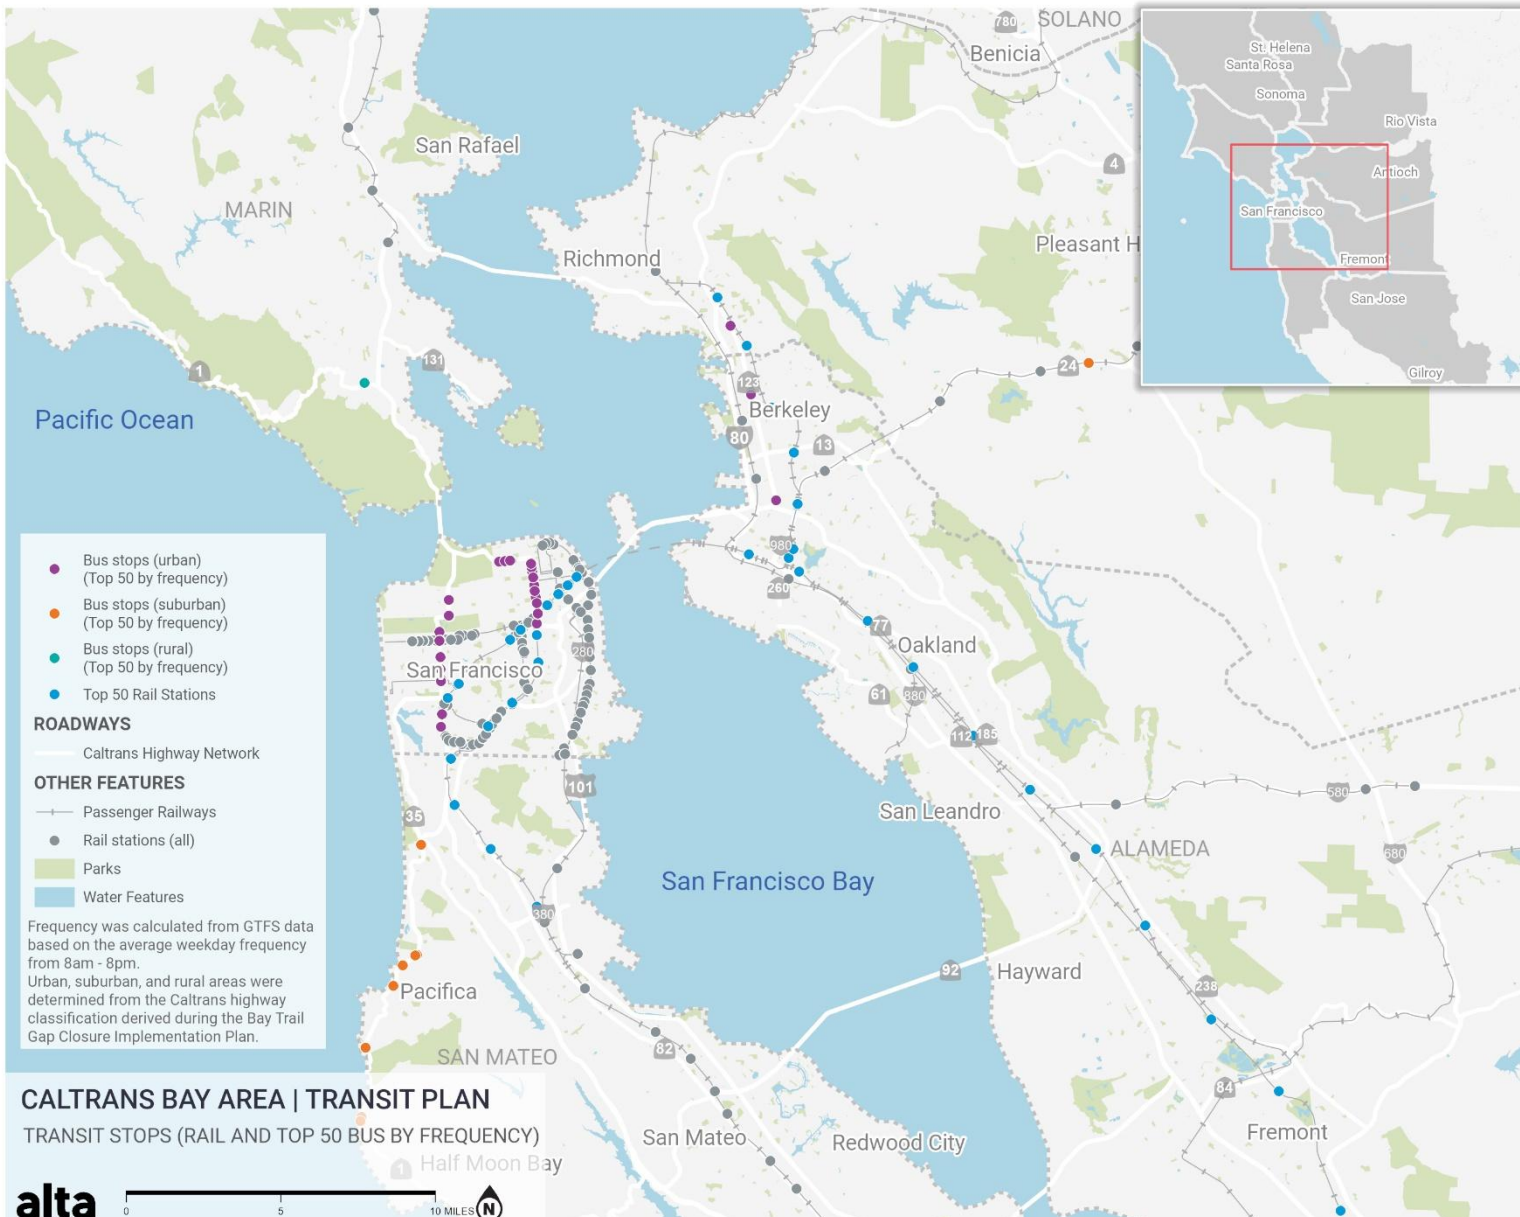 780
SOLANO
Benicia
San Rafael
4
MARIN
Richmond
Pleasant H
131
1
24
123
Berkeley
Pacific Ocean
80
13
St. Helena
Santa Rosa
Sonoma
Rio Vista
Antioch
San Francisco
Fremont
San Jose
Gilroy
980
260
77
Oakland
280
San Francisco
61
880
112
185
101
35
San Leandro
580
680
ALAMEDA
San Francisco Bay
380
92
Hayward
238
Pacifica
82
SAN MATEO
84
San Mateo
Redwood City
Fremont
1
Half Moon Bay
Bus stops (urban)
(Top 50 by frequency)
Bus stops (suburban)
(Top 50 by frequency)
Bus stops (rural)
(Top 50 by frequency)
Top 50 Rail Stations
ROADWAYS
Caltrans Highway Network
OTHER FEATURES
Passenger Railways
Rail stations (all)
Parks
Water Features
Frequency was calculated from GTFS data
based on the average weekday frequency
from 8am - 8pm.
Urban, suburban, and rural areas were
determined from the Caltrans highway
classification derived during the Bay Trail
Gap Closure Implementation Plan.
CALTRANS BAY AREA | TRANSIT PLAN
TRANSIT STOPS (RAIL AND TOP 50 BUS BY FREQUENCY)
alta
0 5 10 MILES
N